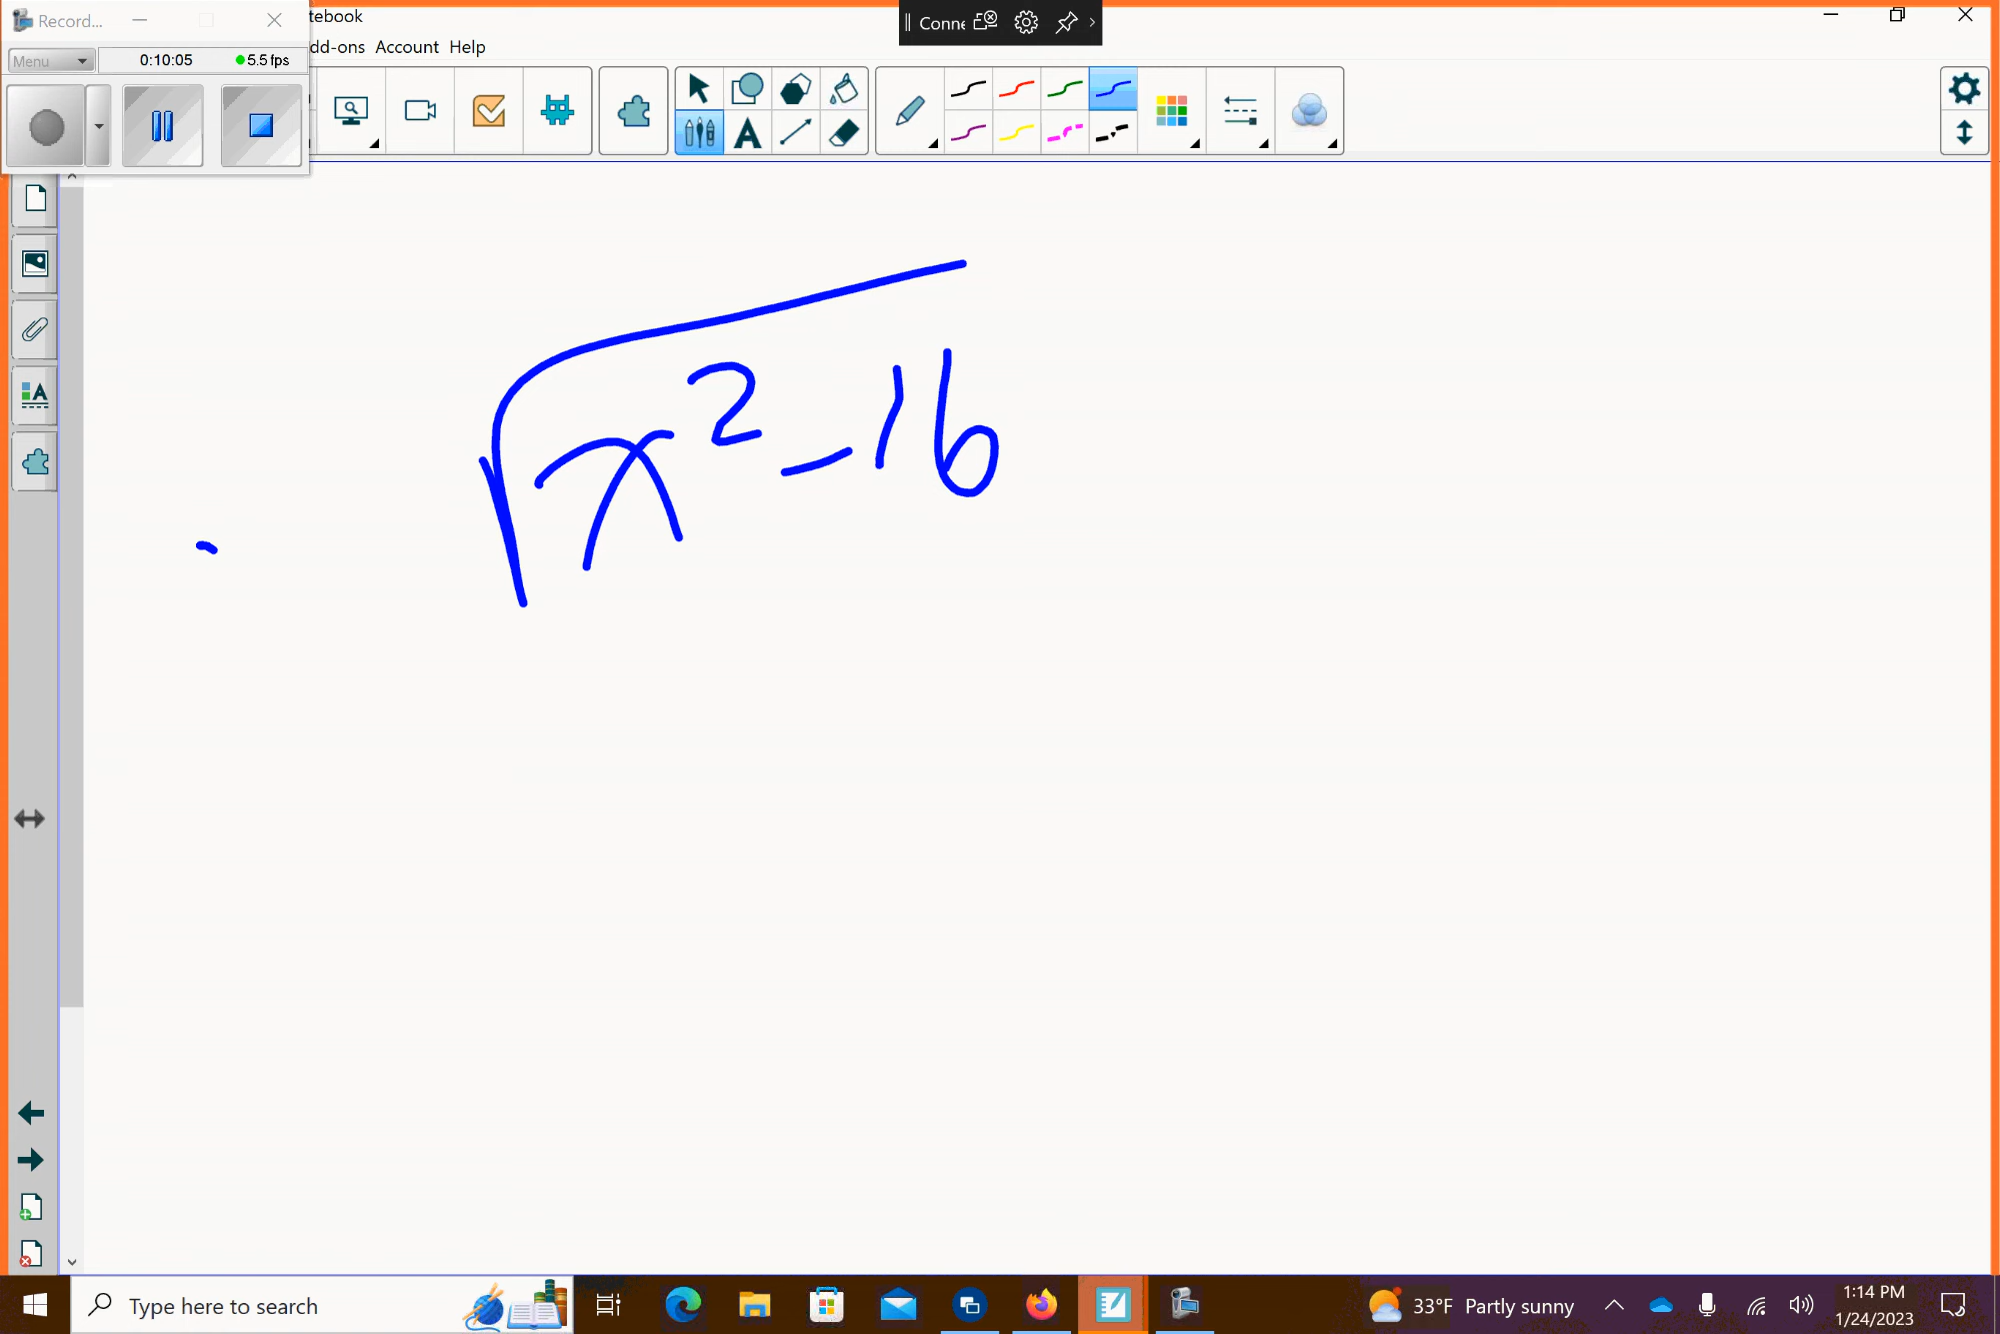 Record...
tebook
Conne
dd-ons Account Help
Menu
0:10:05
5.5 fps
A
A
√x²-16
Type here to search
33°F Partly sunny
1:14 PM
1/24/2023